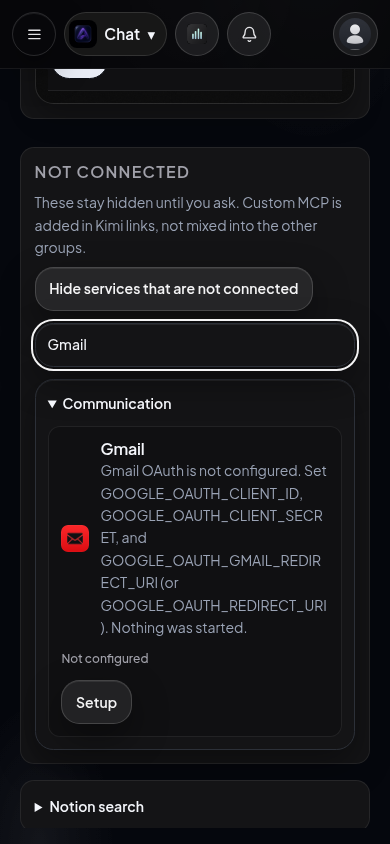 Chat ▾
NOT CONNECTED
These stay hidden until you ask. Custom MCP is
added in Kimi links, not mixed into the other
groups.
Hide services that are not connected
Gmail
▼ Communication
Gmail
Gmail OAuth is not configured. Set
GOOGLE_OAUTH_CLIENT_ID,
GOOGLE_OAUTH_CLIENT_SECR
ET, and
GOOGLE_OAUTH_GMAIL_REDIR
ECT_URI (or
GOOGLE_OAUTH_REDIRECT_URI
). Nothing was started.
Not configured
Setup
▶ Notion search